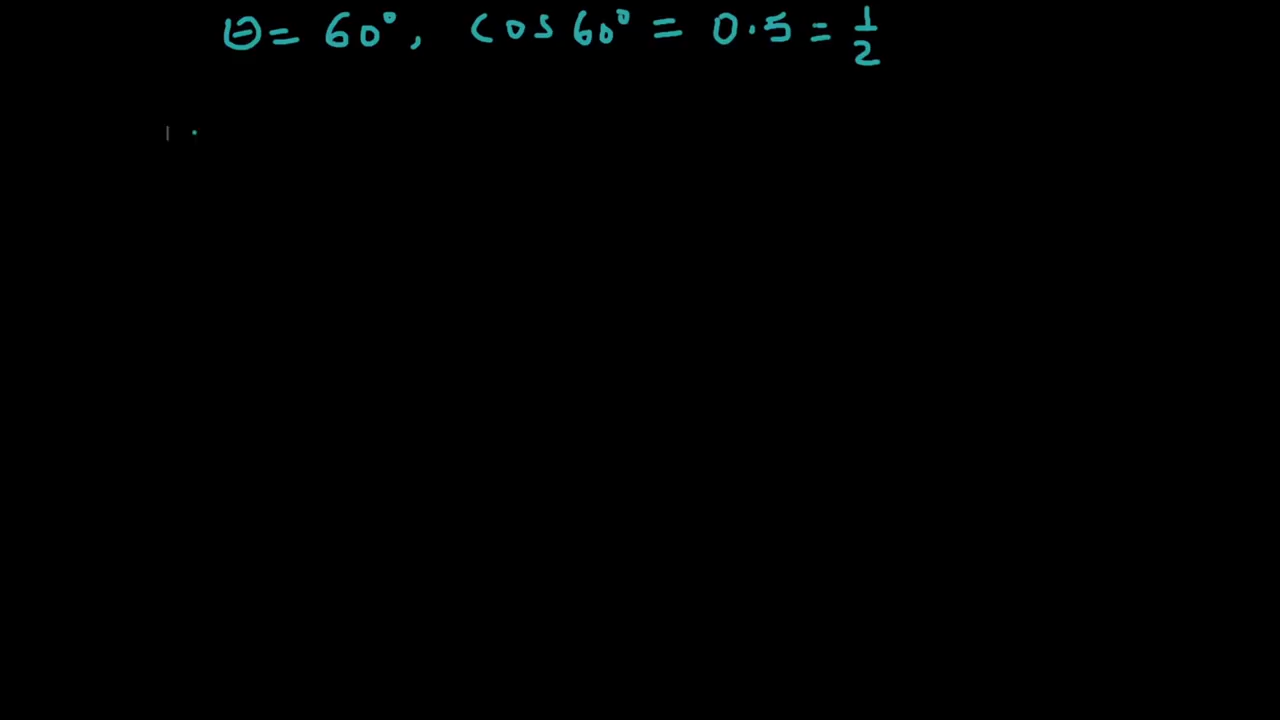 θ = 60°, cos 60° = 0.5 = 1/2